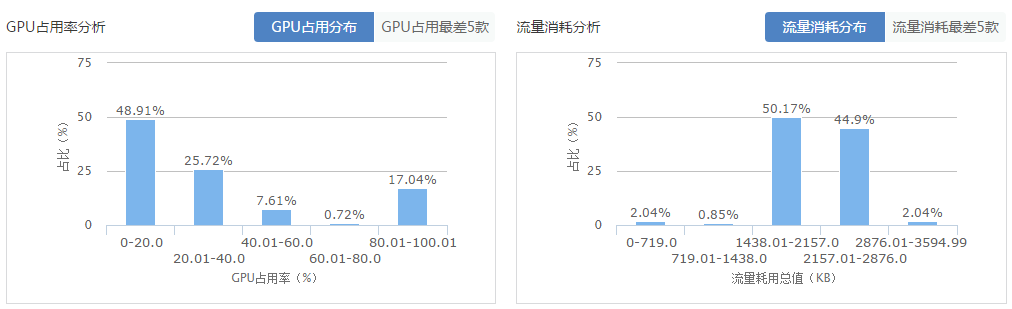 GPU占用率分析
GPU占用分布
GPU占用最差5款
75
50
25
0
占比（%）
48.91%
25.72%
7.61%
0.72%
17.04%
0-20.0
20.01-40.0
40.01-60.0
60.01-80.0
80.01-100.01
GPU占用率（%）
流量消耗分析
流量消耗分布
流量消耗最差5款
75
50
25
0
占比（%）
2.04%
0.85%
50.17%
44.9%
2.04%
0-719.0
719.01-1438.0
1438.01-2157.0
2157.01-2876.0
2876.01-3594.99
流量耗用总值（KB）